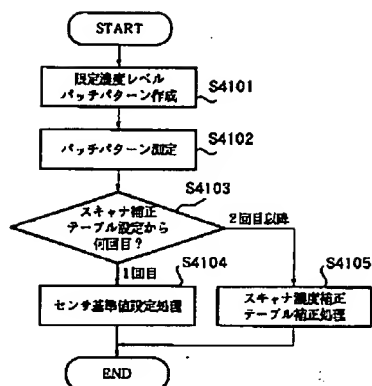 START
限定濃度レベル
パッチパターン作成
S4101
パッチパターン測定
S4102
S4103
スキャナ補正
テーブル設定から
何回目?
2回目以降
1回目
S4104
センサ基準値設定処理
S4105
スキャナ濃度補正
テーブル補正処理
END